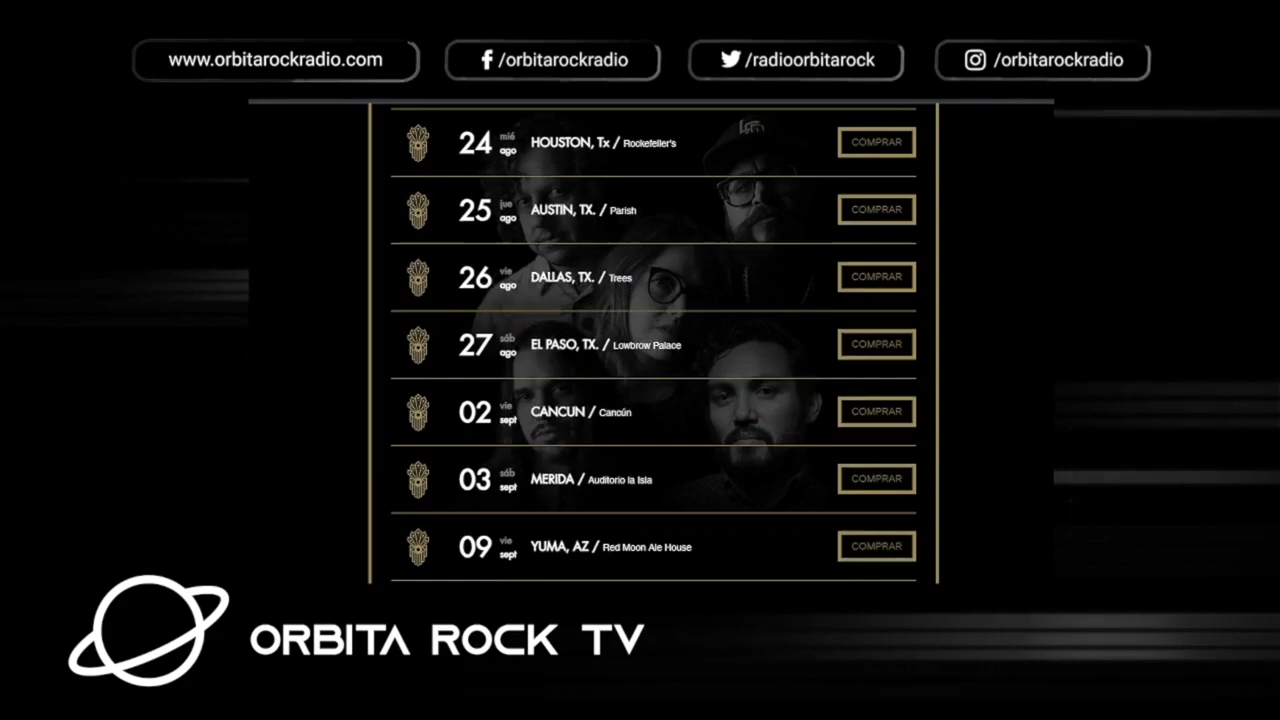 www.orbitarockradio.com /orbitarockradio /radioorbitarock /orbitarockradio
24 mié ago HOUSTON, Tx / Rockefeller's COMPRAR
25 jue ago AUSTIN, TX. / Parish COMPRAR
26 vie ago DALLAS, TX. / Trees COMPRAR
27 sáb ago EL PASO, TX. / Lowbrow Palace COMPRAR
02 vie sept CANCUN / Cancún COMPRAR
03 sáb sept MERIDA / Auditorio la Isla COMPRAR
09 vie sept YUMA, AZ / Red Moon Ale House COMPRAR
ORBITA ROCK TV